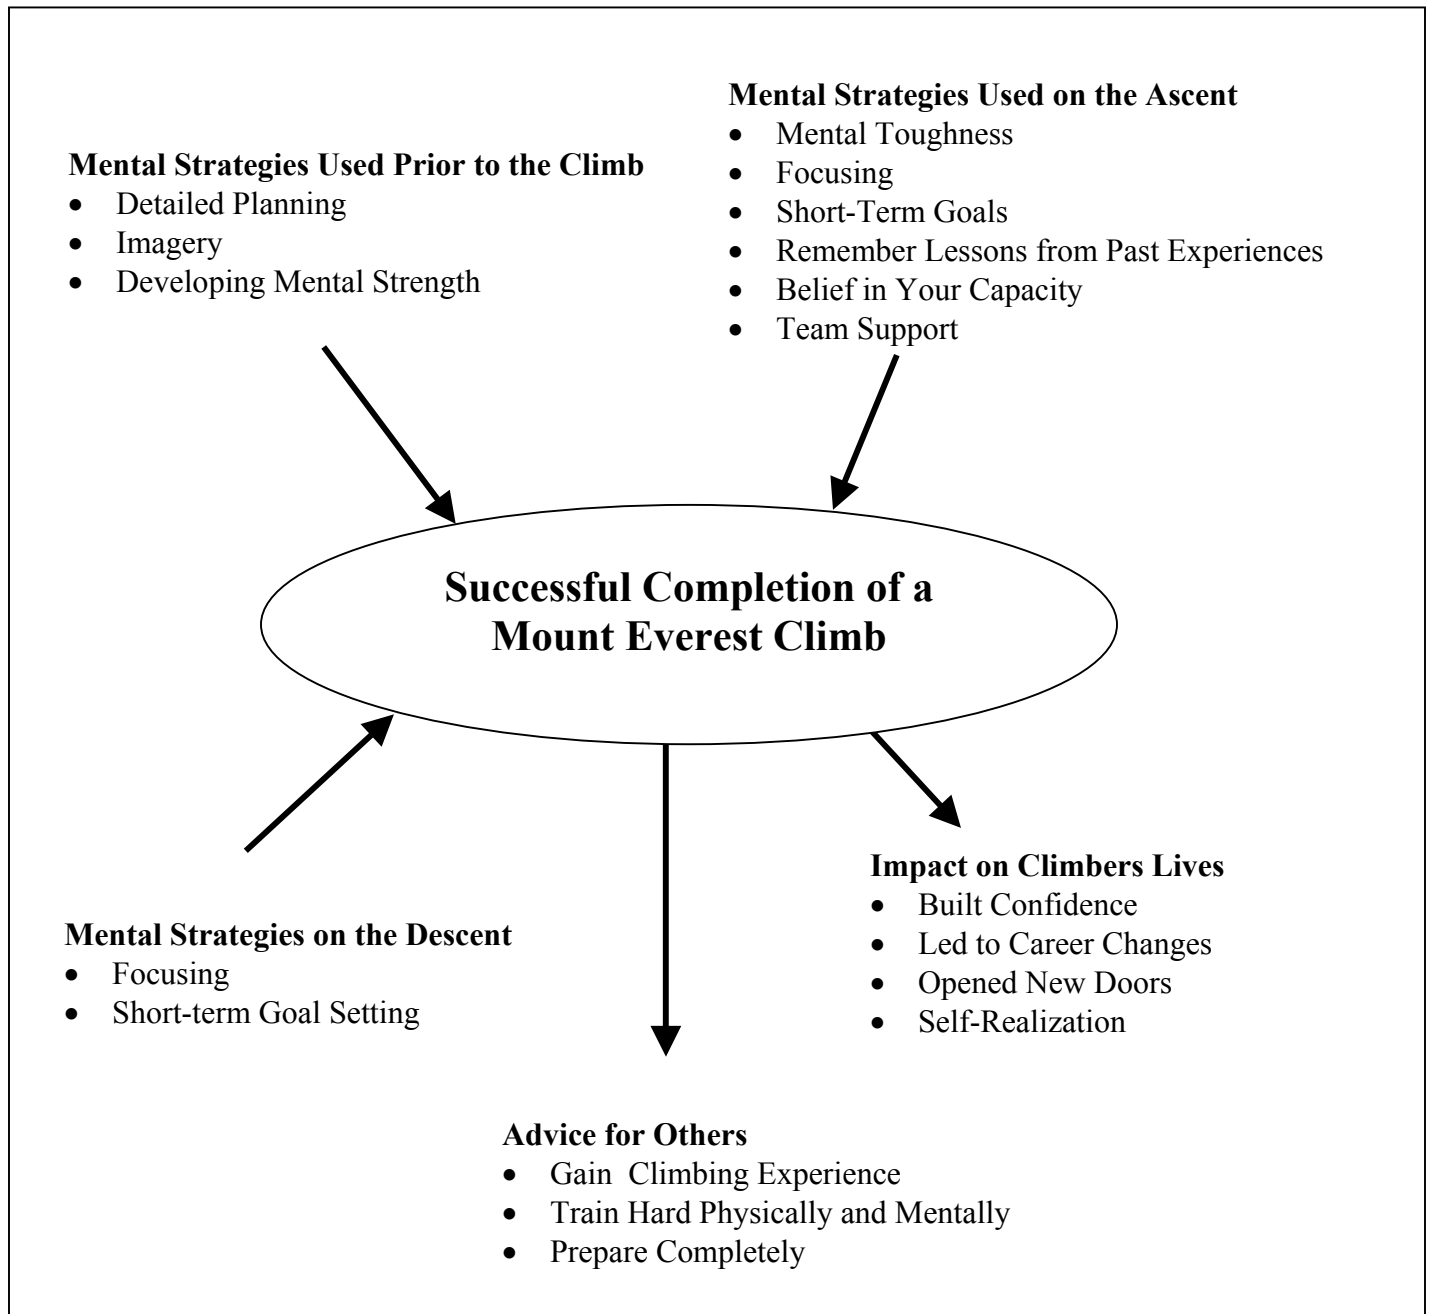 Mental Strategies Used Prior to the Climb
• Detailed Planning
• Imagery
• Developing Mental Strength
Mental Strategies Used on the Ascent
• Mental Toughness
• Focusing
• Short-Term Goals
• Remember Lessons from Past Experiences
• Belief in Your Capacity
• Team Support
Successful Completion of a
Mount Everest Climb
Mental Strategies on the Descent
• Focusing
• Short-term Goal Setting
Impact on Climbers Lives
• Built Confidence
• Led to Career Changes
• Opened New Doors
• Self-Realization
Advice for Others
• Gain Climbing Experience
• Train Hard Physically and Mentally
• Prepare Completely